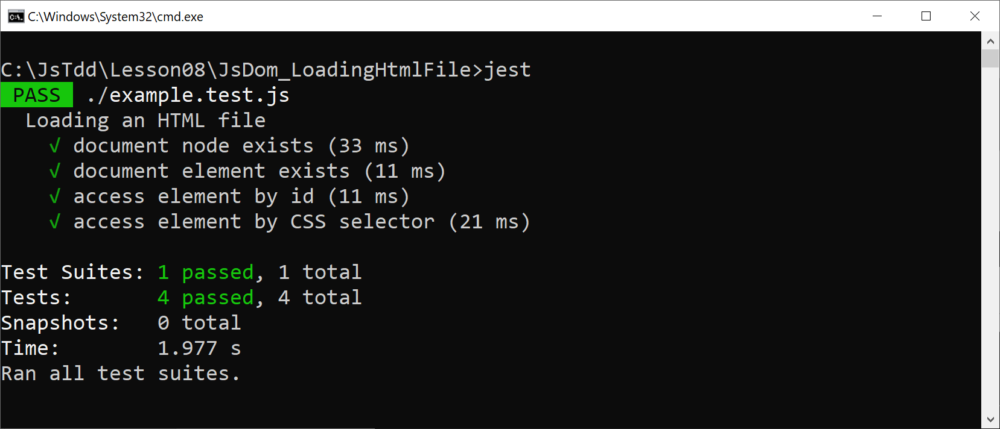 C:\Windows\System32\cmd.exe
C:\JsTdd\Lesson08\JsDom_LoadingHtmlFile>jest
PASS ./example.test.js
Loading an HTML file
√ document node exists (33 ms)
√ document element exists (11 ms)
√ access element by id (11 ms)
√ access element by CSS selector (21 ms)
Test Suites: 1 passed, 1 total
Tests: 4 passed, 4 total
Snapshots: 0 total
Time: 1.977 s
Ran all test suites.